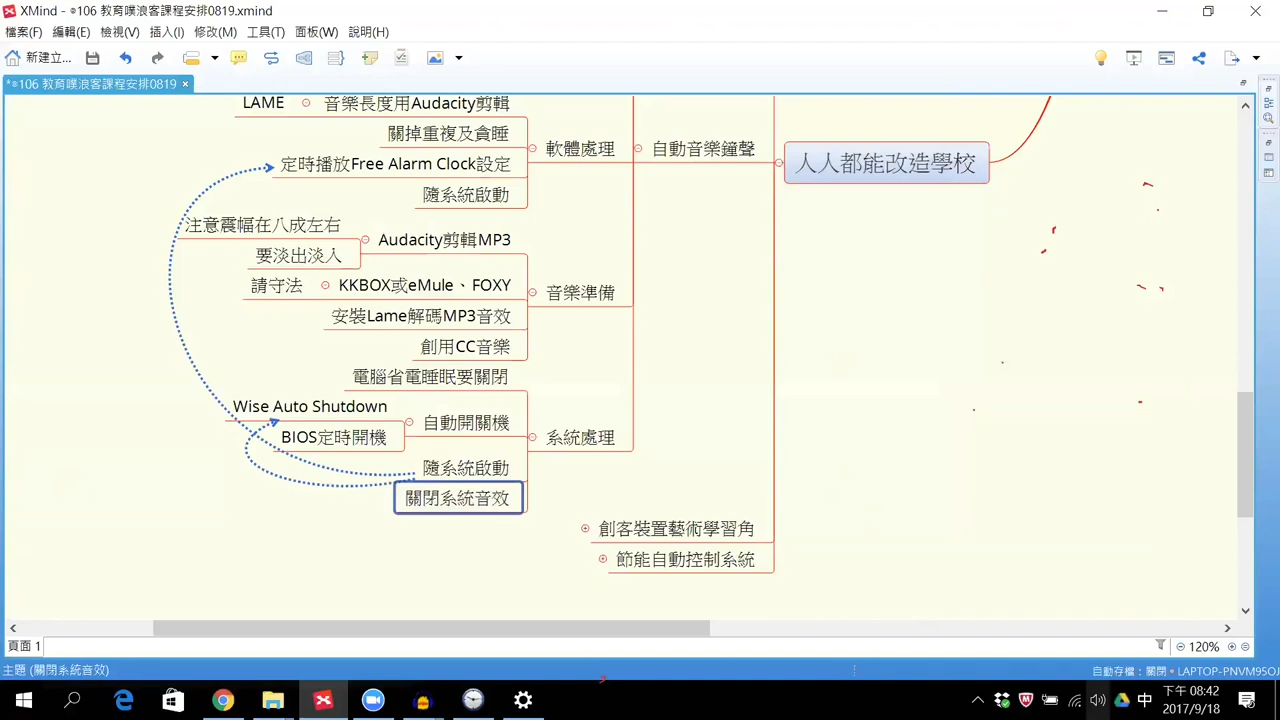 XMind - ⊛106 教育噗浪客課程安排0819.xmind
檔案(F) 編輯(E) 檢視(V) 插入(I) 修改(M) 工具(T) 面板(W) 說明(H)
新建立...
*⊛106 教育噗浪客課程安排0819
LAME 音樂長度用Audacity剪輯
關掉重複及貪睡
軟體處理 自動音樂鐘聲
人人都能改造學校
定時播放Free Alarm Clock設定
隨系統啟動
注意震幅在八成左右
Audacity剪輯MP3
要淡出淡入
請守法 KKBOX或eMule、FOXY
音樂準備
安裝Lame解碼MP3音效
創用CC音樂
電腦省電睡眠要關閉
Wise Auto Shutdown
自動開關機
BIOS定時開機
系統處理
隨系統啟動
關閉系統音效
創客裝置藝術學習角
節能自動控制系統
頁面 1
120%
主題 (關閉系統音效)
自動存檔：關閉 LAPTOP-PNVM95OJ
中 下午 08:42
2017/9/18